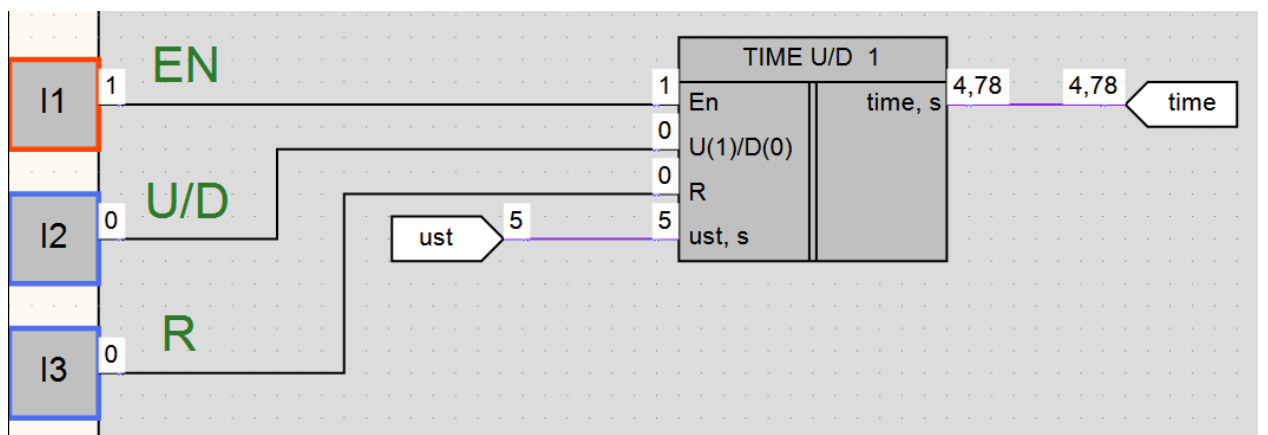 EN
I1
1
1
0
0
5
TIME U/D 1
En
U(1)/D(0)
R
ust, s
time, s
4,78
4,78
time
U/D
I2
0
ust
5
R
I3
0